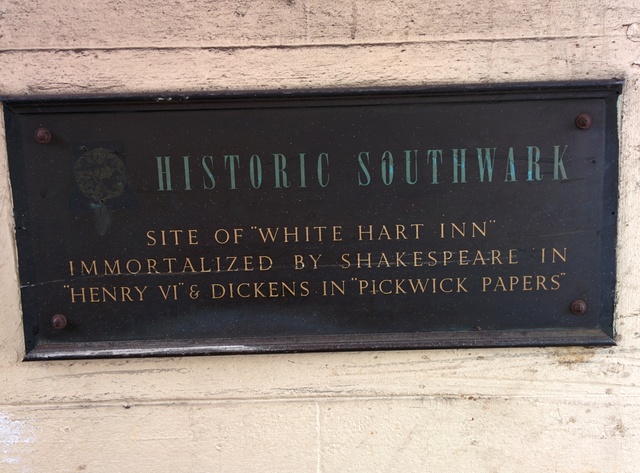 HISTORIC SOUTHWARK
SITE OF "WHITE HART INN"
IMMORTALIZED BY SHAKESPEARE IN
"HENRY VI" & DICKENS IN "PICKWICK PAPERS"